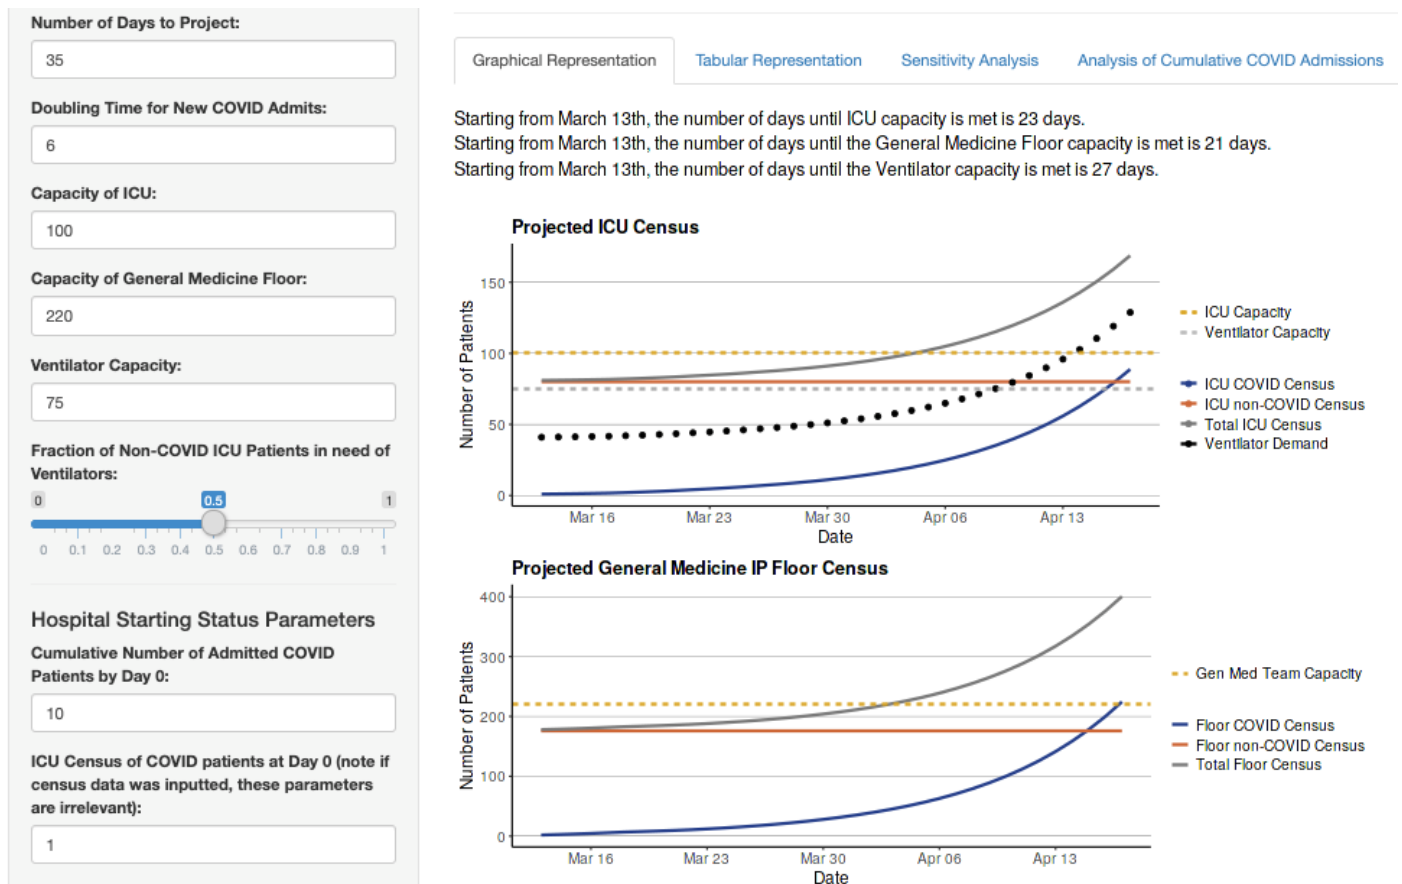 Number of Days to Project:
35
Doubling Time for New COVID Admits:
6
Capacity of ICU:
100
Capacity of General Medicine Floor:
220
Ventilator Capacity:
75
Fraction of Non-COVID ICU Patients in need of
Ventilators:
0 0.5 1
0 0.1 0.2 0.3 0.4 0.5 0.6 0.7 0.8 0.9 1
Hospital Starting Status Parameters
Cumulative Number of Admitted COVID
Patients by Day 0:
10
ICU Census of COVID patients at Day 0 (note if
census data was inputted, these parameters
are irrelevant):
1
Graphical Representation Tabular Representation Sensitivity Analysis Analysis of Cumulative COVID Admissions
Starting from March 13th, the number of days until ICU capacity is met is 23 days.
Starting from March 13th, the number of days until the General Medicine Floor capacity is met is 21 days.
Starting from March 13th, the number of days until the Ventilator capacity is met is 27 days.
Projected ICU Census
Number of Patients
150
100
50
0
Mar 16 Mar 23 Mar 30 Apr 06 Apr 13
Date
ICU Capacity
Ventilator Capacity
ICU COVID Census
ICU non-COVID Census
Total ICU Census
Ventilator Demand
Projected General Medicine IP Floor Census
Number of Patients
400
300
200
100
0
Mar 16 Mar 23 Mar 30 Apr 06 Apr 13
Date
Gen Med Team Capacity
Floor COVID Census
Floor non-COVID Census
Total Floor Census